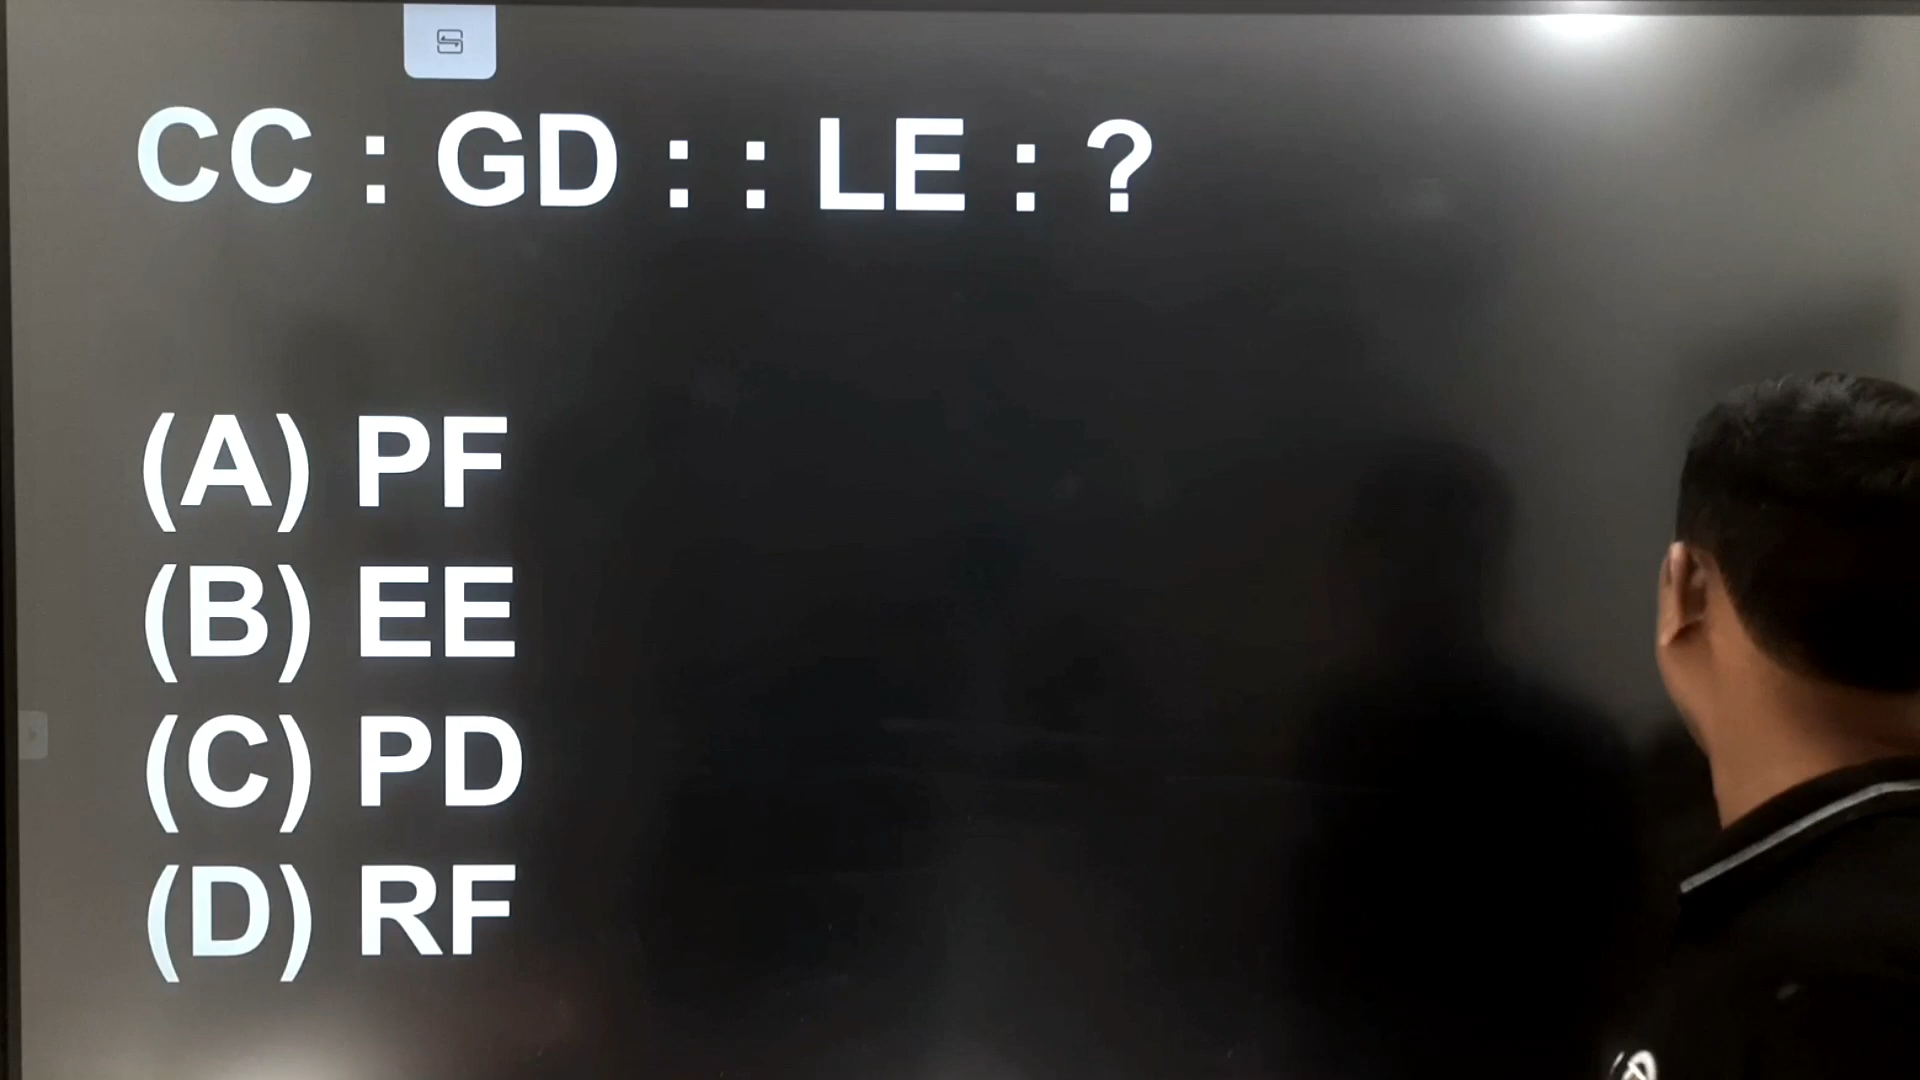 CC : GD : : LE : ?
(A) PF
(B) EE
(C) PD
(D) RF